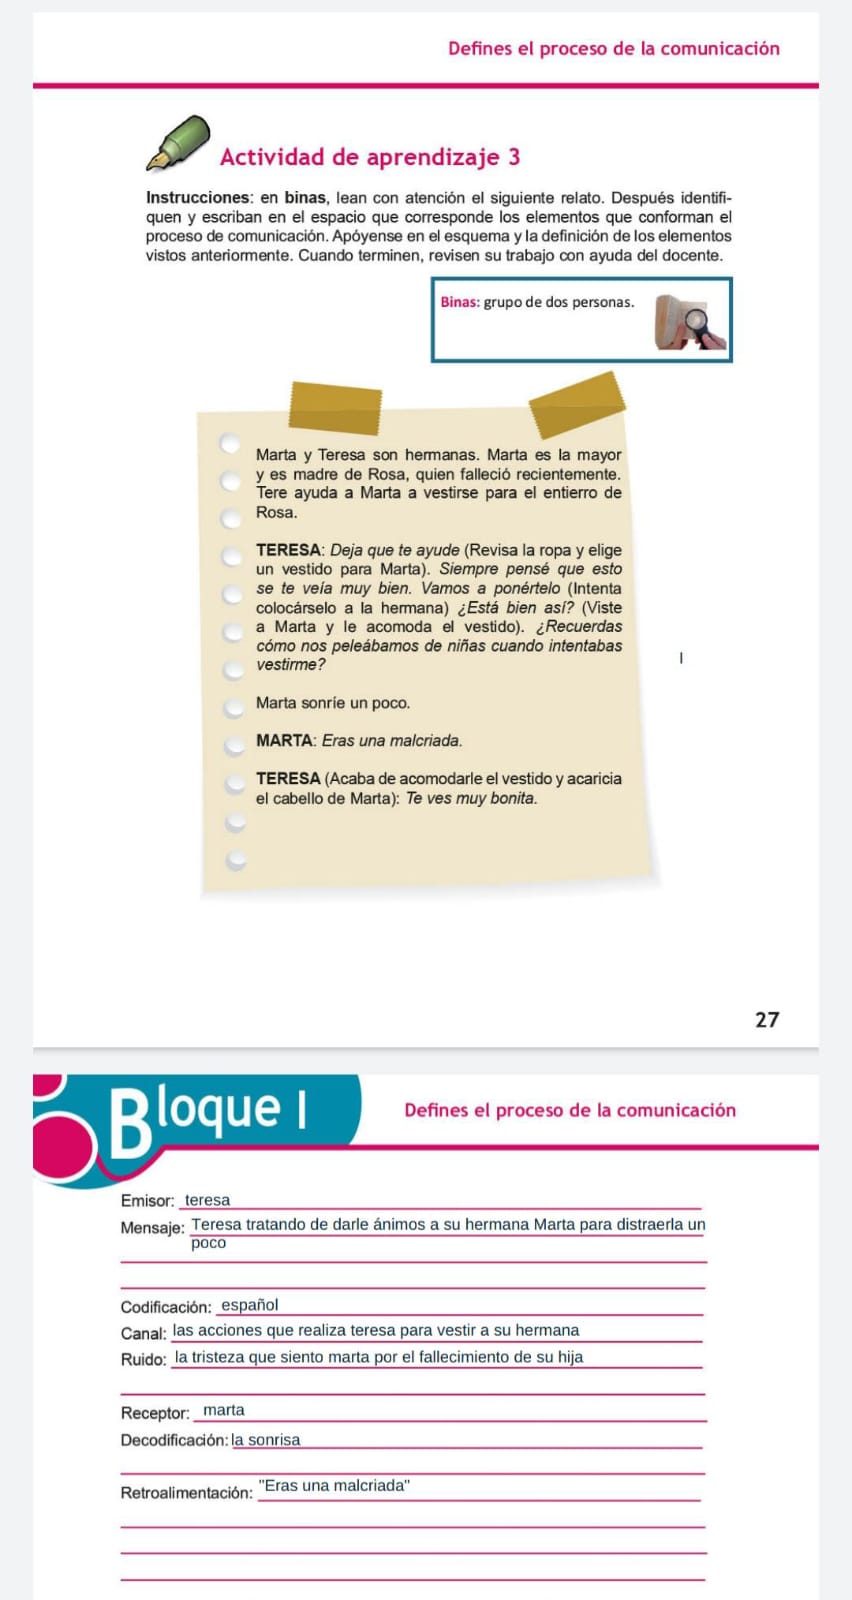 Defines el proceso de la comunicación
Actividad de aprendizaje 3
Instrucciones: en binas, lean con atención el siguiente relato. Después identifi-
quen y escriban en el espacio que corresponde los elementos que conforman el
proceso de comunicación. Apóyense en el esquema y la definición de los elementos
vistos anteriormente. Cuando terminen, revisen su trabajo con ayuda del docente.
Binas: grupo de dos personas.
Marta y Teresa son hermanas. Marta es la mayor
y es madre de Rosa, quien falleció recientemente.
Tere ayuda a Marta a vestirse para el entierro de
Rosa.
TERESA: Deja que te ayude (Revisa la ropa y elige
un vestido para Marta). Siempre pensé que esto
se te veía muy bien. Vamos a ponértelo (Intenta
colocárselo a la hermana) ¿Está bien así? (Viste
a Marta y le acomoda el vestido). ¿Recuerdas
cómo nos peleábamos de niñas cuando intentabas
vestirme?
Marta sonríe un poco.
MARTA: Eras una malcriada.
TERESA (Acaba de acomodarle el vestido y acaricia
el cabello de Marta): Te ves muy bonita.
27
Bloque I
Defines el proceso de la comunicación
Emisor: teresa
Mensaje: Teresa tratando de darle ánimos a su hermana Marta para distraerla un
poco
Codificación: español
Canal: las acciones que realiza teresa para vestir a su hermana
Ruido: la tristeza que siento marta por el fallecimiento de su hija
Receptor: marta
Decodificación: la sonrisa
Retroalimentación: "Eras una malcriada"